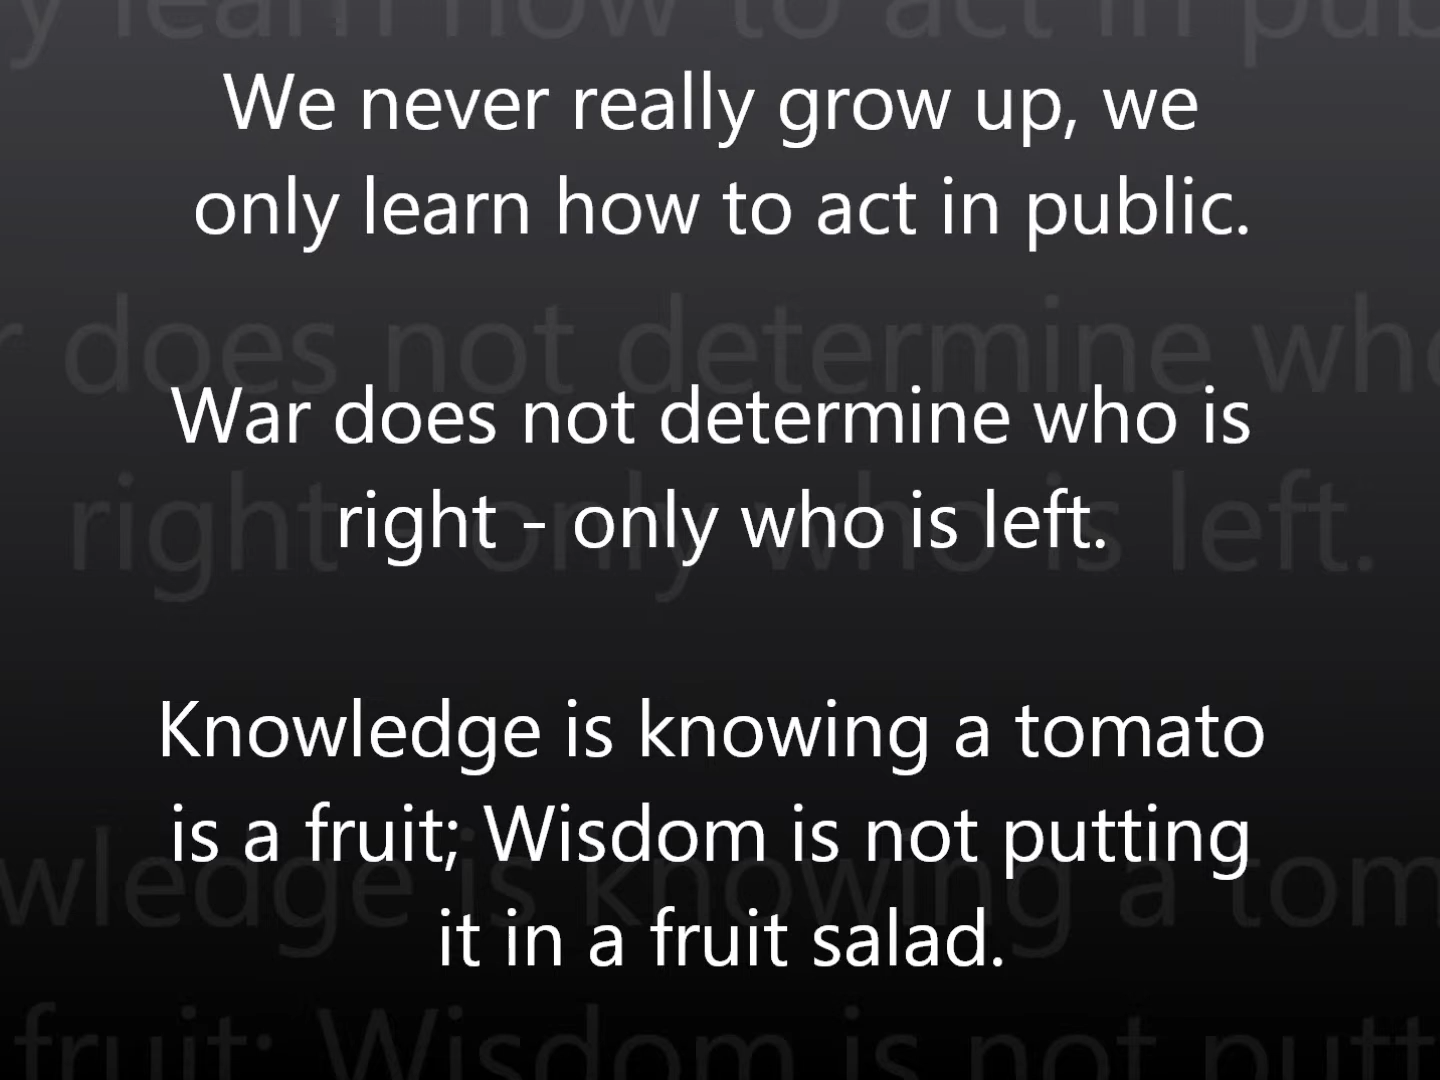 We never really grow up, we
only learn how to act in public.
War does not determine who is
right - only who is left.
Knowledge is knowing a tomato
is a fruit; Wisdom is not putting
it in a fruit salad.